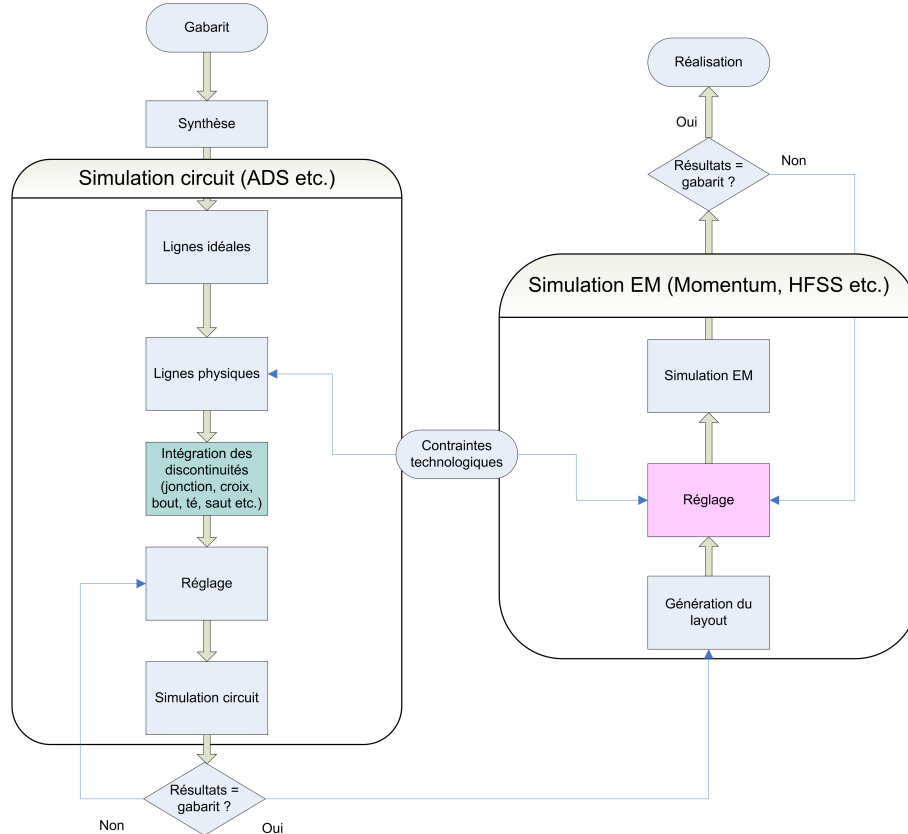 Gabarit
Synthèse
Simulation circuit (ADS etc.)
Lignes idéales
Lignes physiques
Intégration des
discontinuités
(jonction, croix,
bout, té, saut etc.)
Réglage
Simulation circuit
Résultats =
gabarit ?
Non
Oui
Contraintes
technologiques
Réalisation
Oui
Résultats =
gabarit ?
Non
Simulation EM (Momentum, HFSS etc.)
Simulation EM
Réglage
Génération du
layout